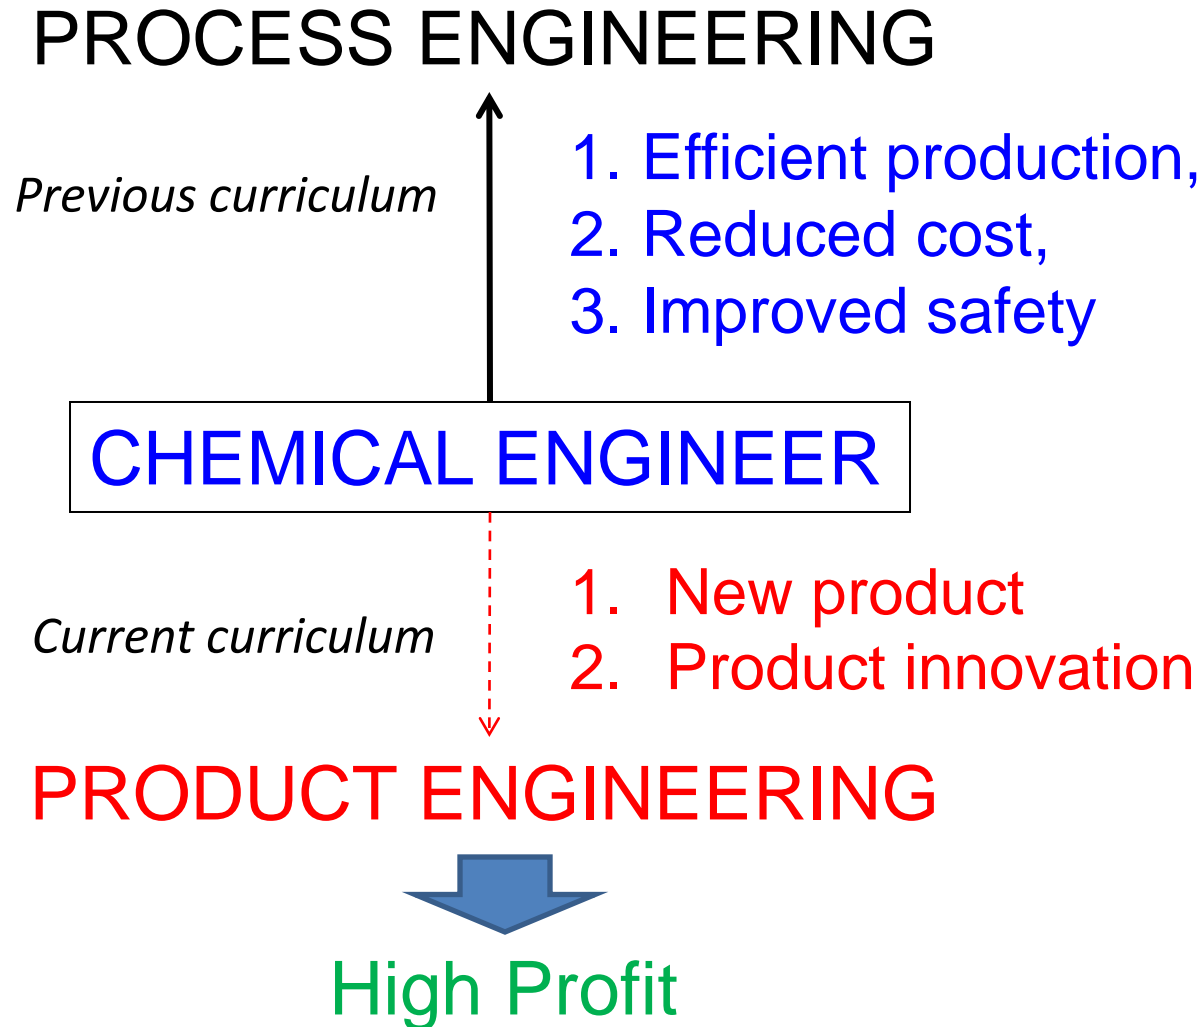 PROCESS ENGINEERING
Previous curriculum
1. Efficient production,
2. Reduced cost,
3. Improved safety
CHEMICAL ENGINEER
Current curriculum
1. New product
2. Product innovation
PRODUCT ENGINEERING
High Profit